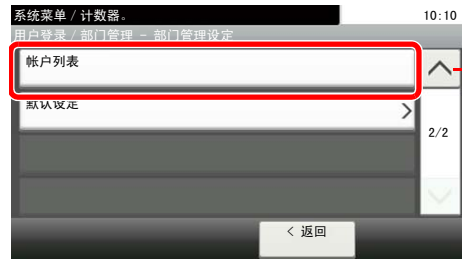 系统菜单 / 计数器。
10:10
用户登录 / 部门管理 - 部门管理设定
帐户列表
默认设定
2/2
< 返回